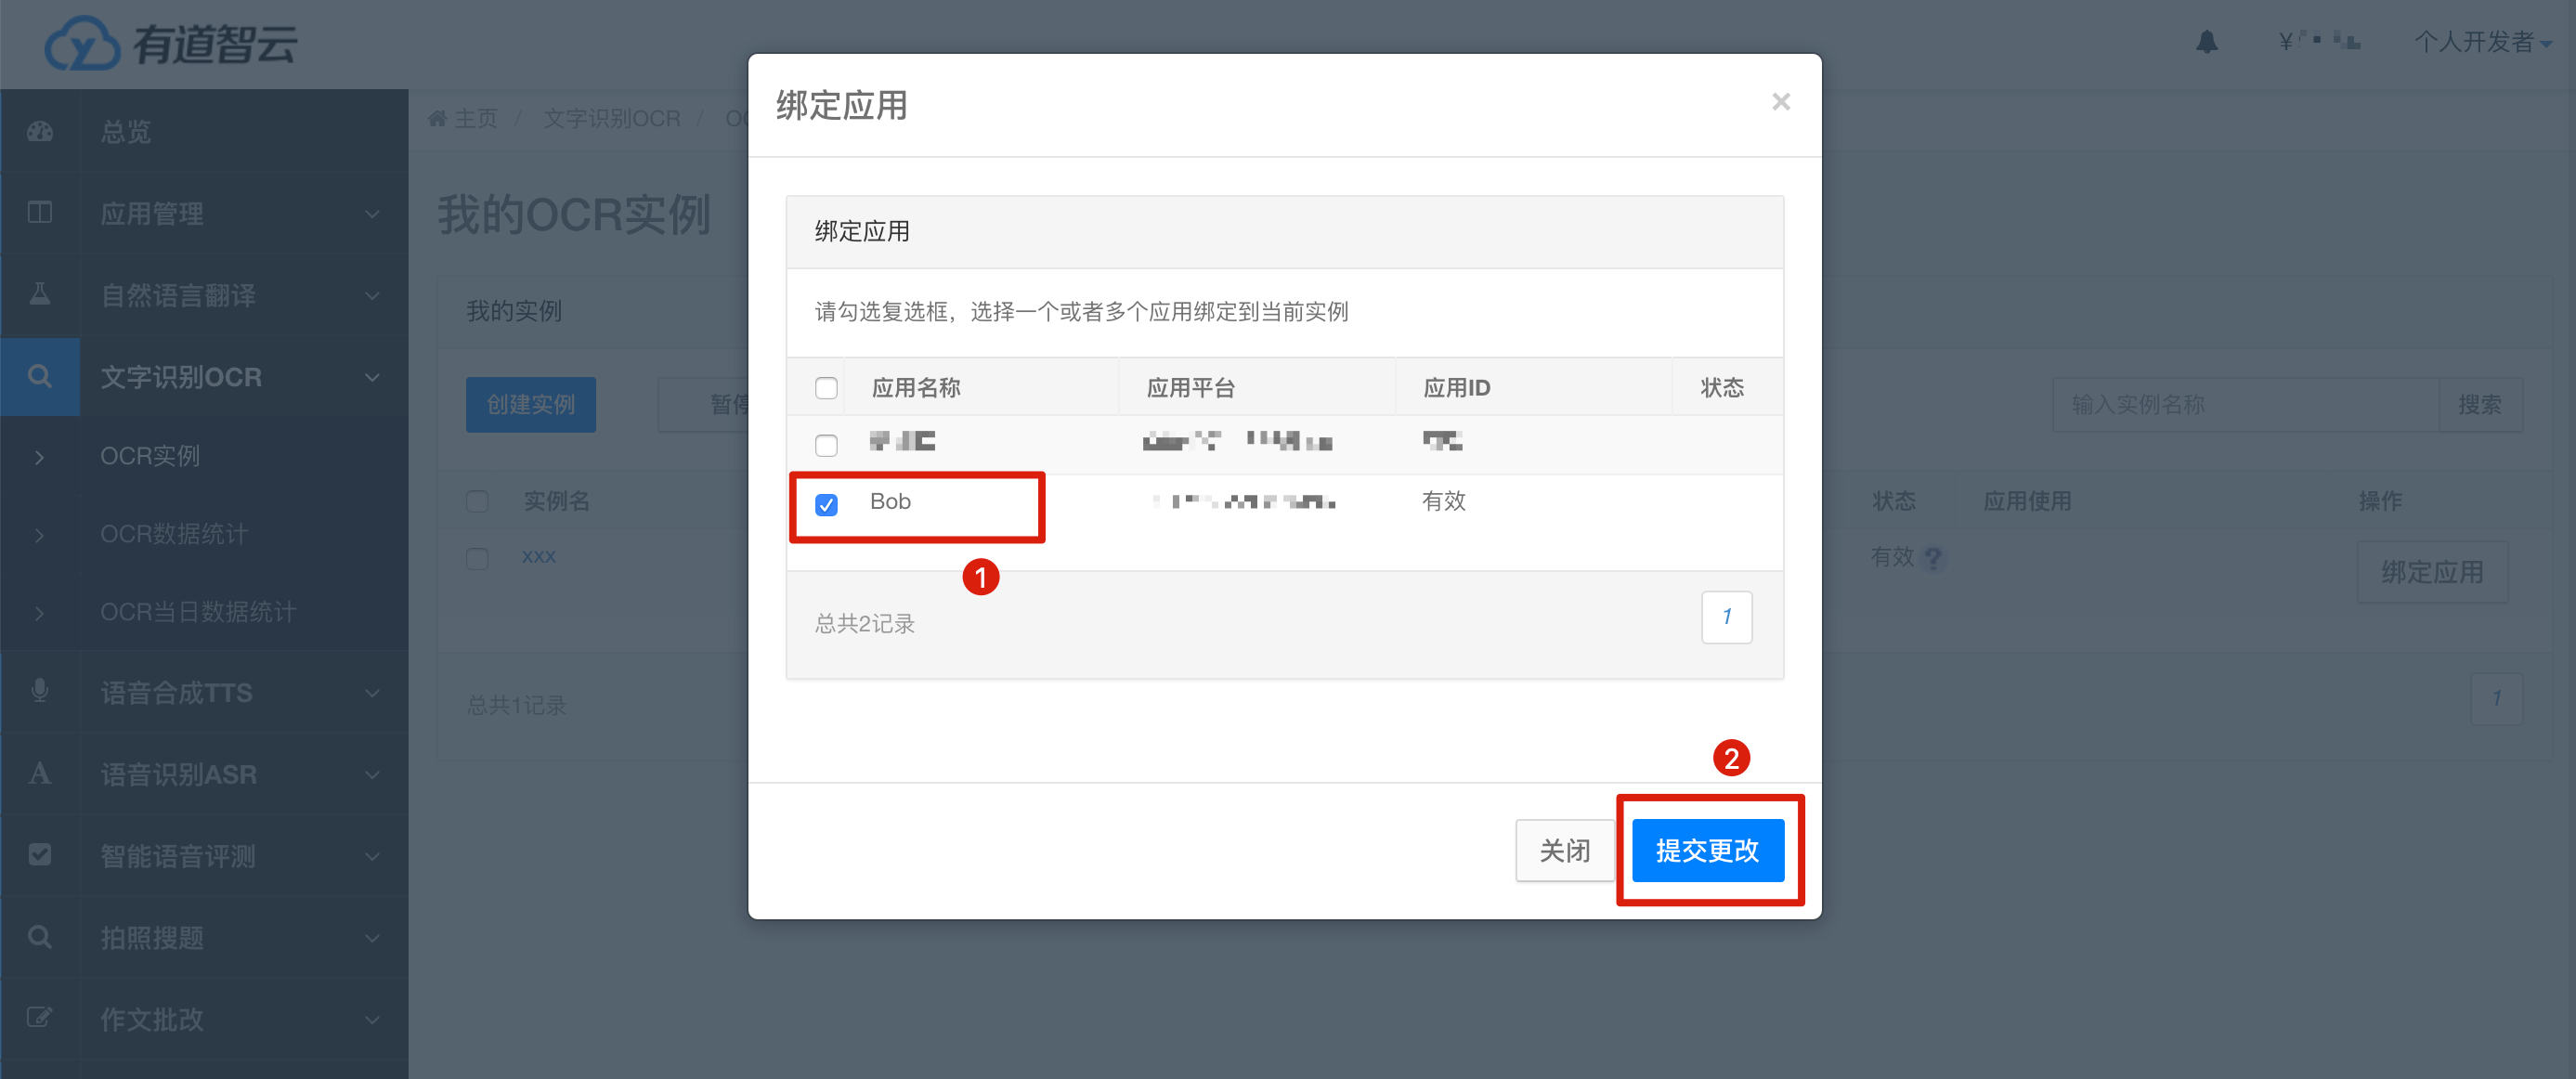 有道智云
¥
个人开发者
总览
应用管理
自然语言翻译
文字识别OCR
OCR实例
OCR数据统计
OCR当日数据统计
语音合成TTS
语音识别ASR
智能语音评测
拍照搜题
作文批改
主页 / 文字识别OCR /
我的OCR实例
我的实例
创建实例
输入实例名称 搜索
实例名 状态 应用使用 操作
xxx 有效 ? 绑定应用
总共1记录 1
绑定应用 ×
绑定应用
请勾选复选框，选择一个或者多个应用绑定到当前实例
应用名称 应用平台 应用ID 状态
Bob 有效
1
总共2记录 1
2
关闭 提交更改